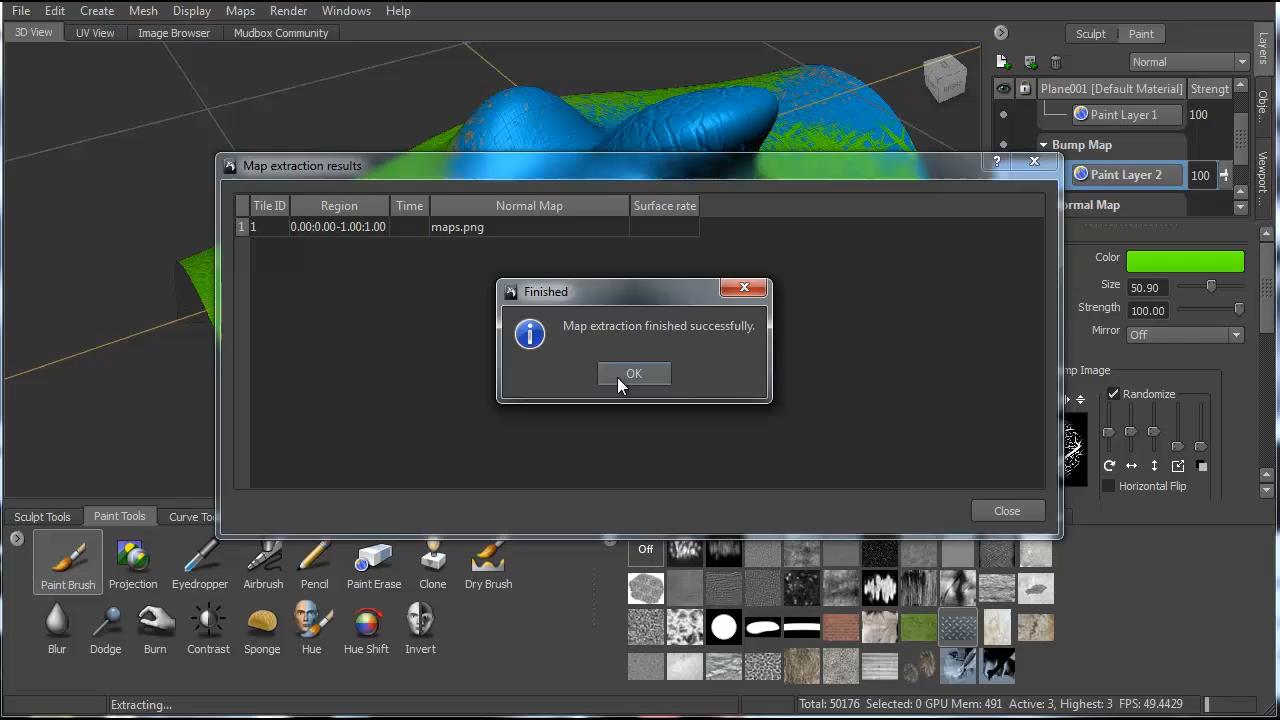 File Edit Create Mesh Display Maps Render Windows Help
3D View UV View Image Browser Mudbox Community
Sculpt Paint
Layers
Normal
Plane001 [Default Material] Strengt
Paint Layer 1 100
Bump Map
Paint Layer 2 100
ormal Map
Obje...
Viewport ...
Map extraction results
?
Tile ID Region Time Normal Map Surface rate
1 1 0.00:0.00-1.00:1.00 maps.png
Finished
Map extraction finished successfully.
OK
Close
Color
Size 50.90
Strength 100.00
Mirror Off
mp Image
Randomize
Horizontal Flip
Sculpt Tools Paint Tools Curve To
Paint Brush Projection Eyedropper Airbrush Pencil Paint Erase Clone Dry Brush
Blur Dodge Burn Contrast Sponge Hue Hue Shift Invert
Off
Extracting...
Total: 50176 Selected: 0 GPU Mem: 491 Active: 3, Highest: 3 FPS: 49.4429